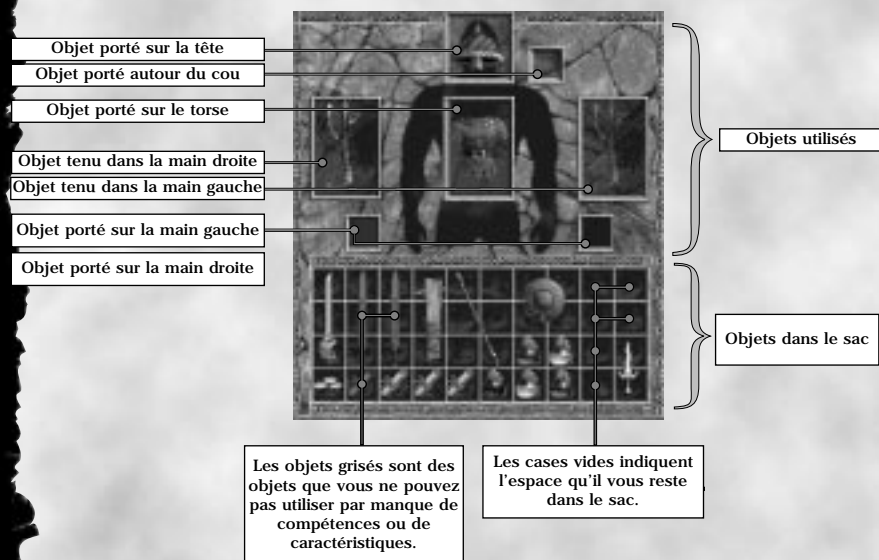 Objet porté sur la tête
Objet porté autour du cou
Objet porté sur le torse
Objet tenu dans la main droite
Objet tenu dans la main gauche
Objet porté sur la main gauche
Objet porté sur la main droite
Objets utilisés
Objets dans le sac
Les objets grisés sont des
objets que vous ne pouvez
pas utiliser par manque de
compétences ou de
caractéristiques.
Les cases vides indiquent
l'espace qu'il vous reste
dans le sac.